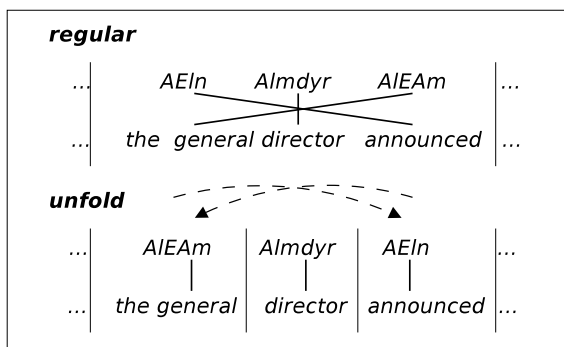 regular
... AEln Almdyr AlEAm ...
... the general director announced ...
unfold
... AlEAm Almdyr AEln ...
... the general director announced ...